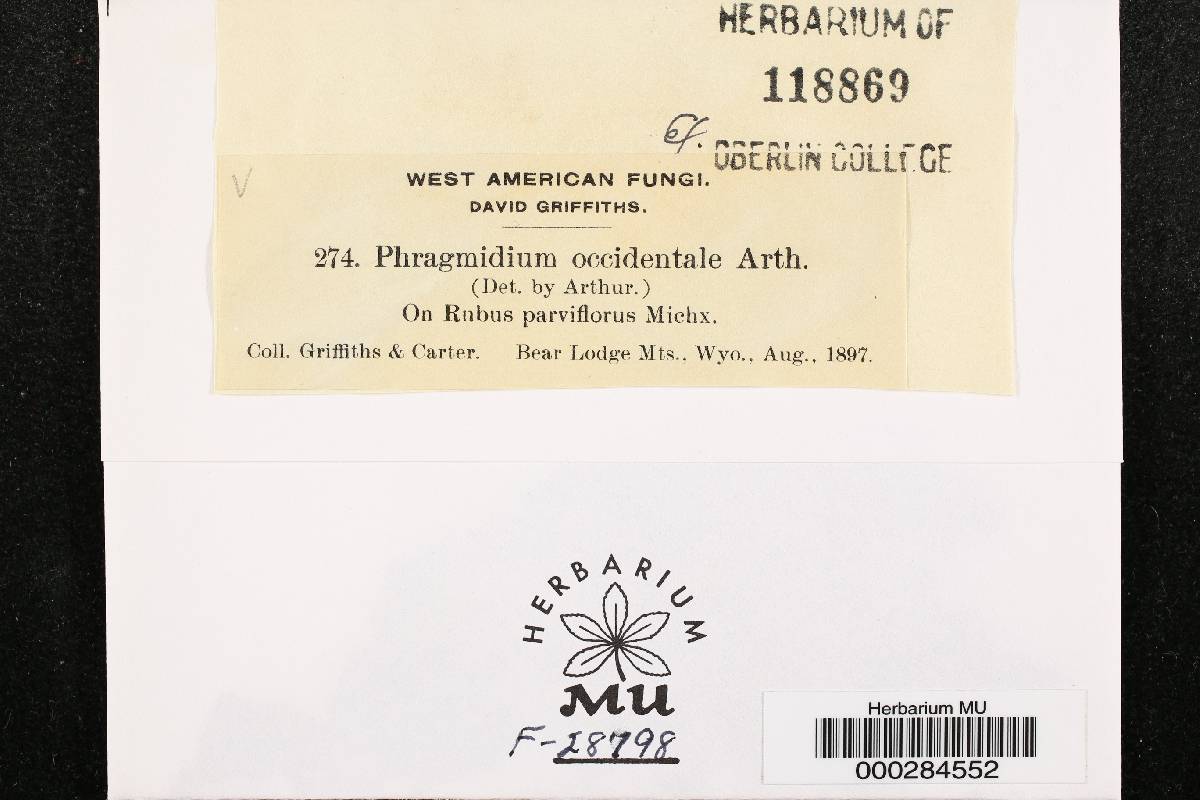 HERBARIUM OF
118869
OBERLIN COLLEGE
WEST AMERICAN FUNGI.
DAVID GRIFFITHS.
274. Phragmidium occidentale Arth.
(Det. by Arthur.)
On Rubus parviflorus Michx.
Coll. Griffiths & Carter. Bear Lodge Mts., Wyo., Aug., 1897.
HERBARIUM
MU
F-28798
Herbarium MU
000284552